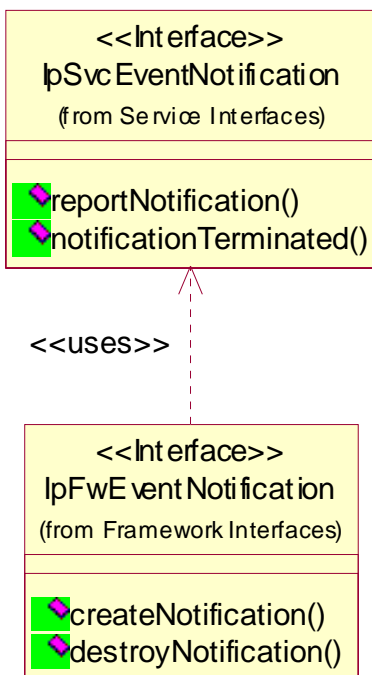 <<Interface>>
IpSvcEventNotification
(from Service Interfaces)
reportNotification()
notificationTerminated()
<<uses>>
<<Interface>>
IpFwEventNotification
(from Framework Interfaces)
createNotification()
destroyNotification()